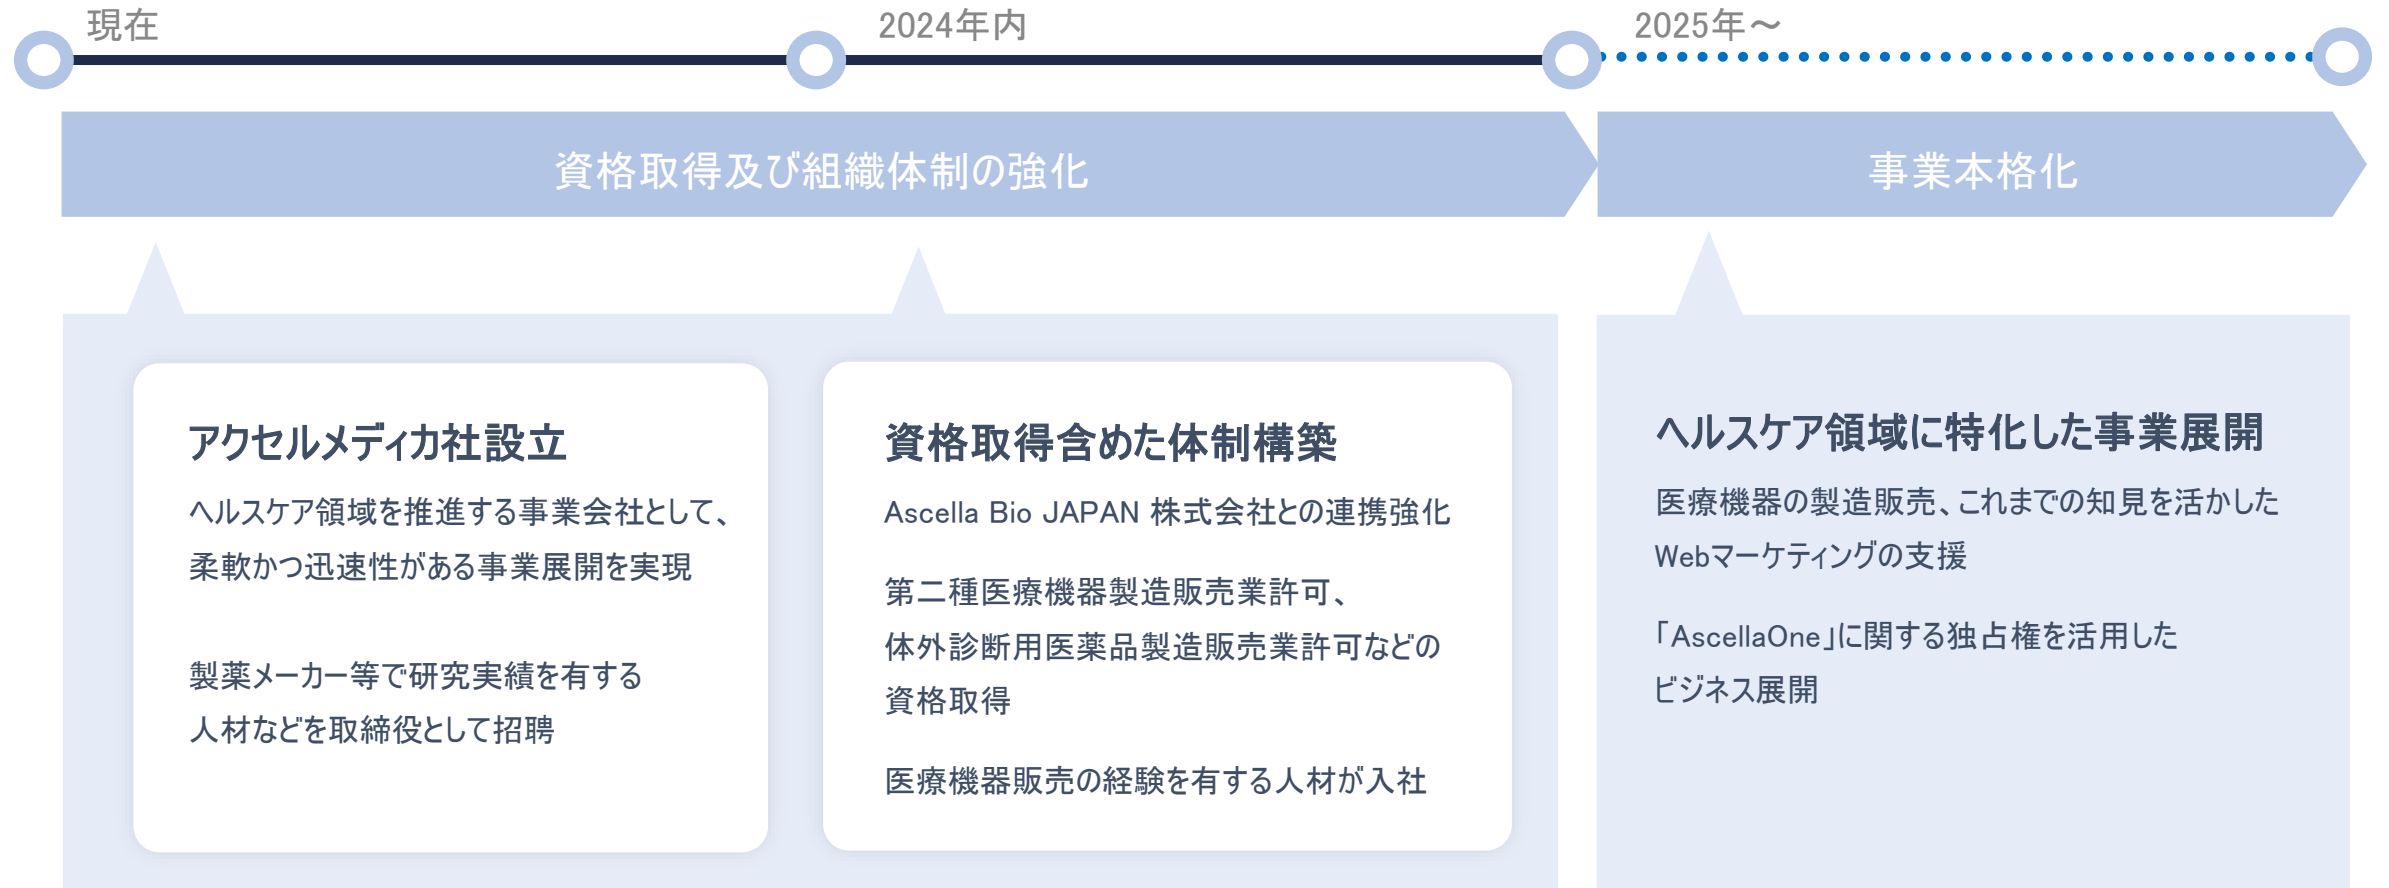 現在
2024年内
2025年～
資格取得及び組織体制の強化
事業本格化
アクセルメディカ社設立
ヘルスケア領域を推進する事業会社として、
柔軟かつ迅速性がある事業展開を実現
製薬メーカー等で研究実績を有する
人材などを取締役として招聘
資格取得含めた体制構築
Ascella Bio JAPAN 株式会社との連携強化
第二種医療機器製造販売業許可、
体外診断用医薬品製造販売業許可などの
資格取得
医療機器販売の経験を有する人材が入社
ヘルスケア領域に特化した事業展開
医療機器の製造販売、これまでの知見を活かした
Webマーケティングの支援
「AscellaOne」に関する独占権を活用した
ビジネス展開